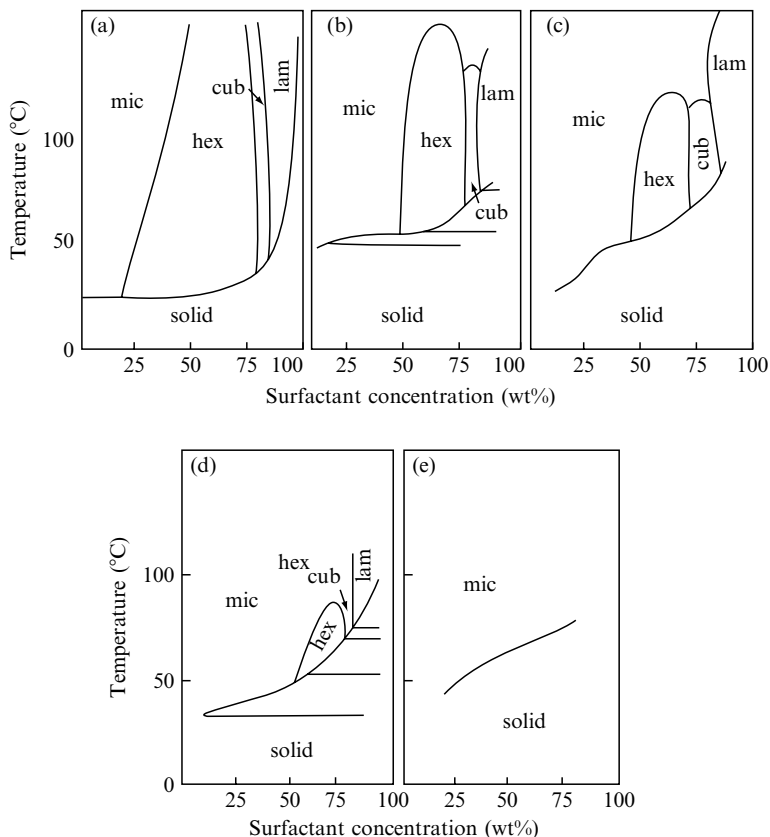 (a)
(b)
(c)
mic
cub
lam
hex
solid
mic
hex
lam
cub
solid
mic
hex
cub
lam
solid
Temperature (°C)
100
50
0
25 50 75 100
25 50 75 100
25 50 75 100
Surfactant concentration (wt%)
(d)
(e)
mic
hex
cub
lam
hex
solid
mic
solid
Temperature (°C)
100
50
0
25 50 75 100
25 50 75 100
Surfactant concentration (wt%)